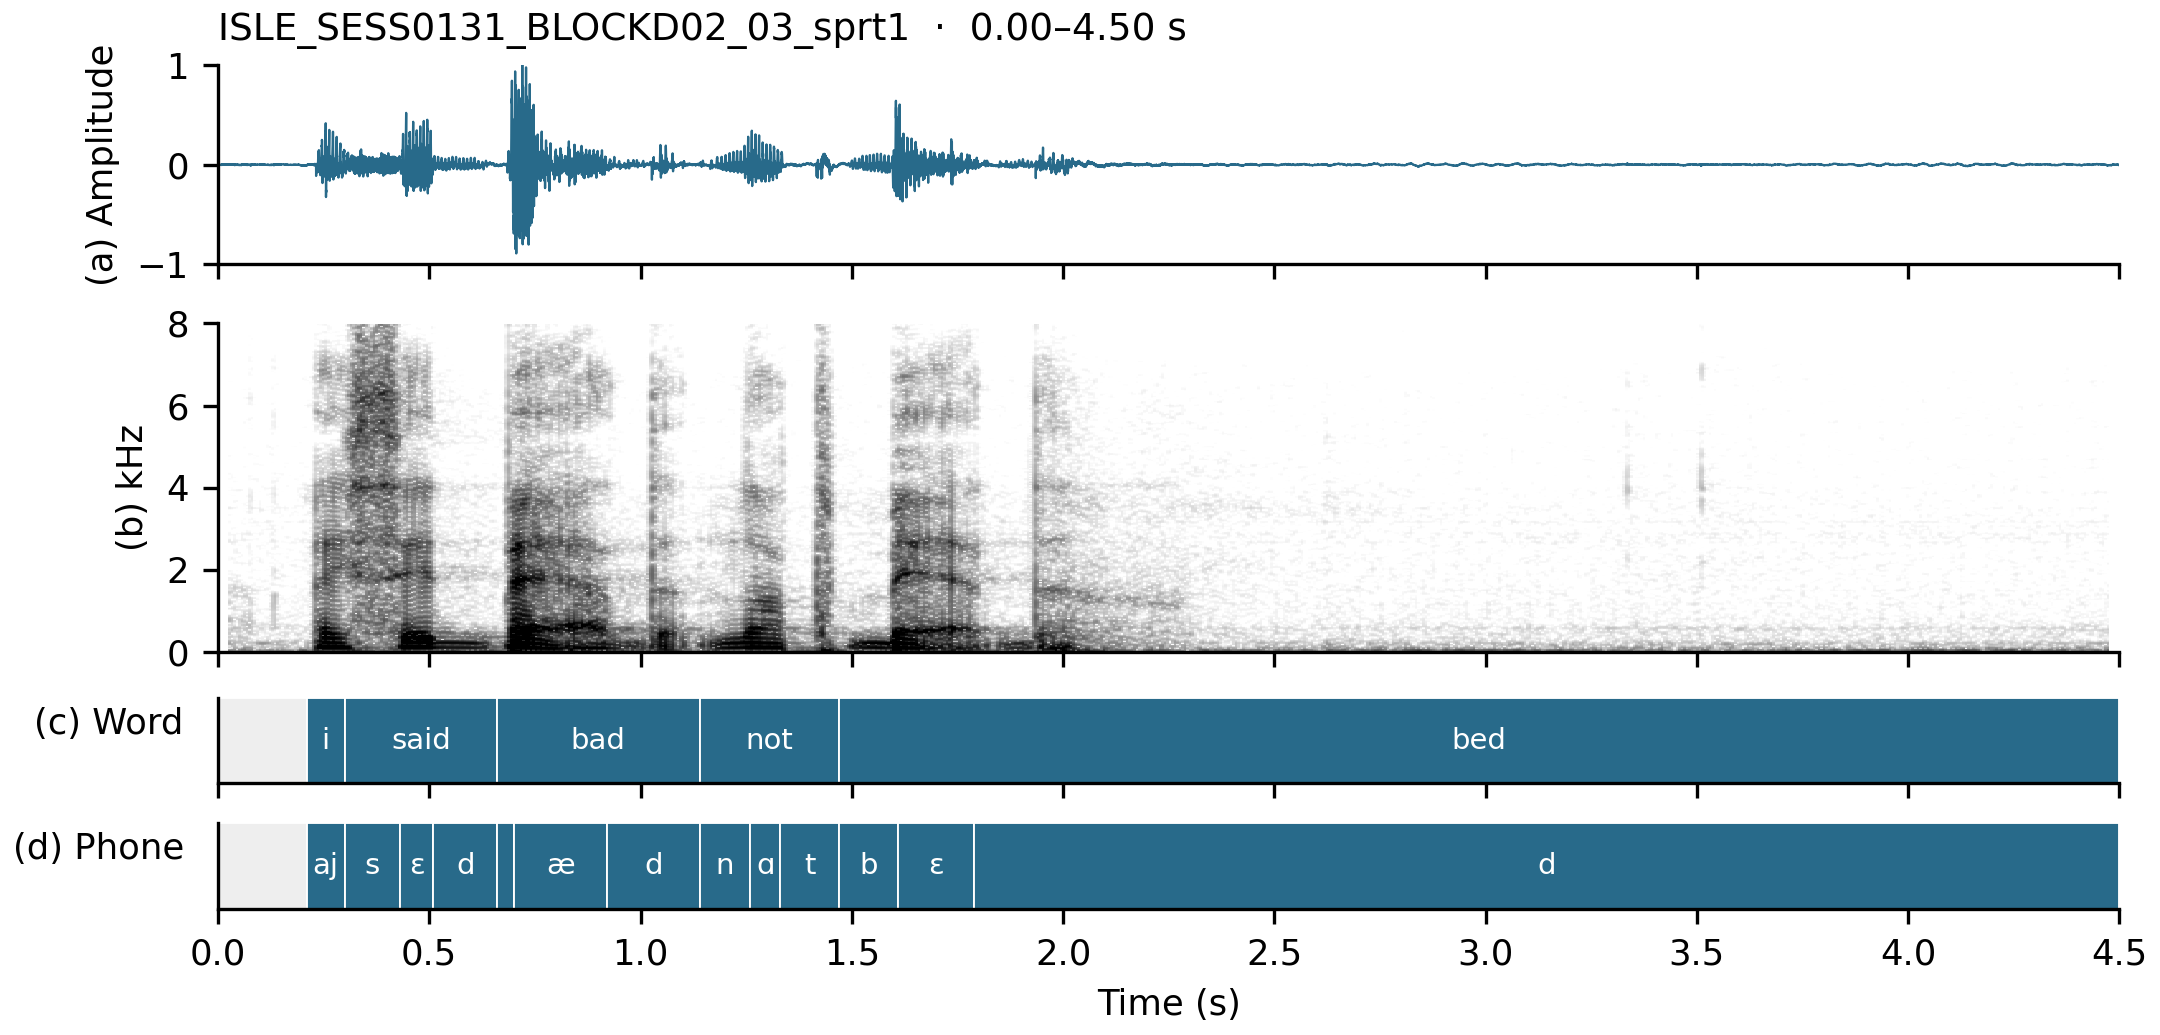 ISLE_SESS0131_BLOCKD02_03_sprt1 · 0.00–4.50 s
(a) Amplitude
1
0
−1
(b) kHz
8
6
4
2
0
(c) Word
i said bad not bed
(d) Phone
aj s ɛ d æ d n ɑ t b ɛ d
0.0 0.5 1.0 1.5 2.0 2.5 3.0 3.5 4.0 4.5
Time (s)